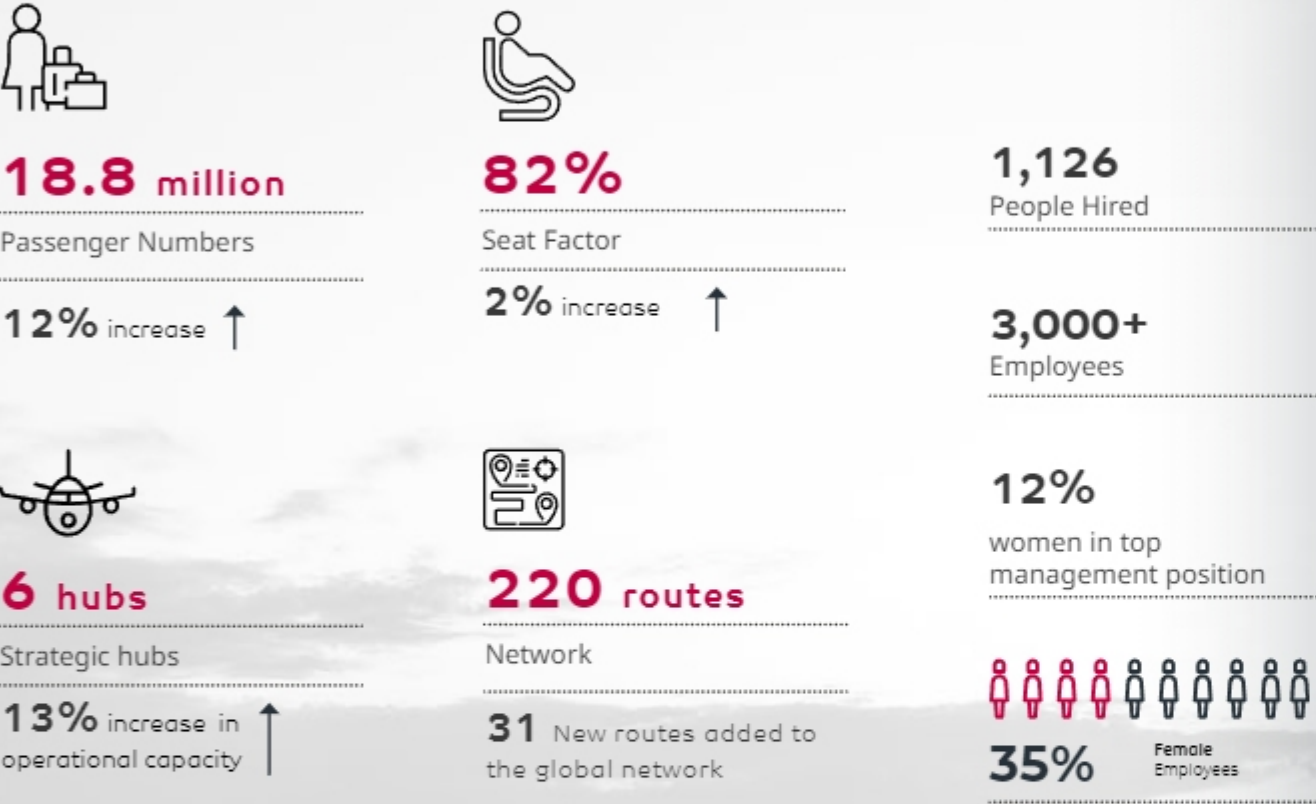 18.8 million
Passenger Numbers
12% increase
82%
Seat Factor
2% increase
6 hubs
Strategic hubs
13% increase in
operational capacity
220 routes
Network
31 New routes added to
the global network
1,126
People Hired
3,000+
Employees
12%
women in top
management position
35% Female
Employees